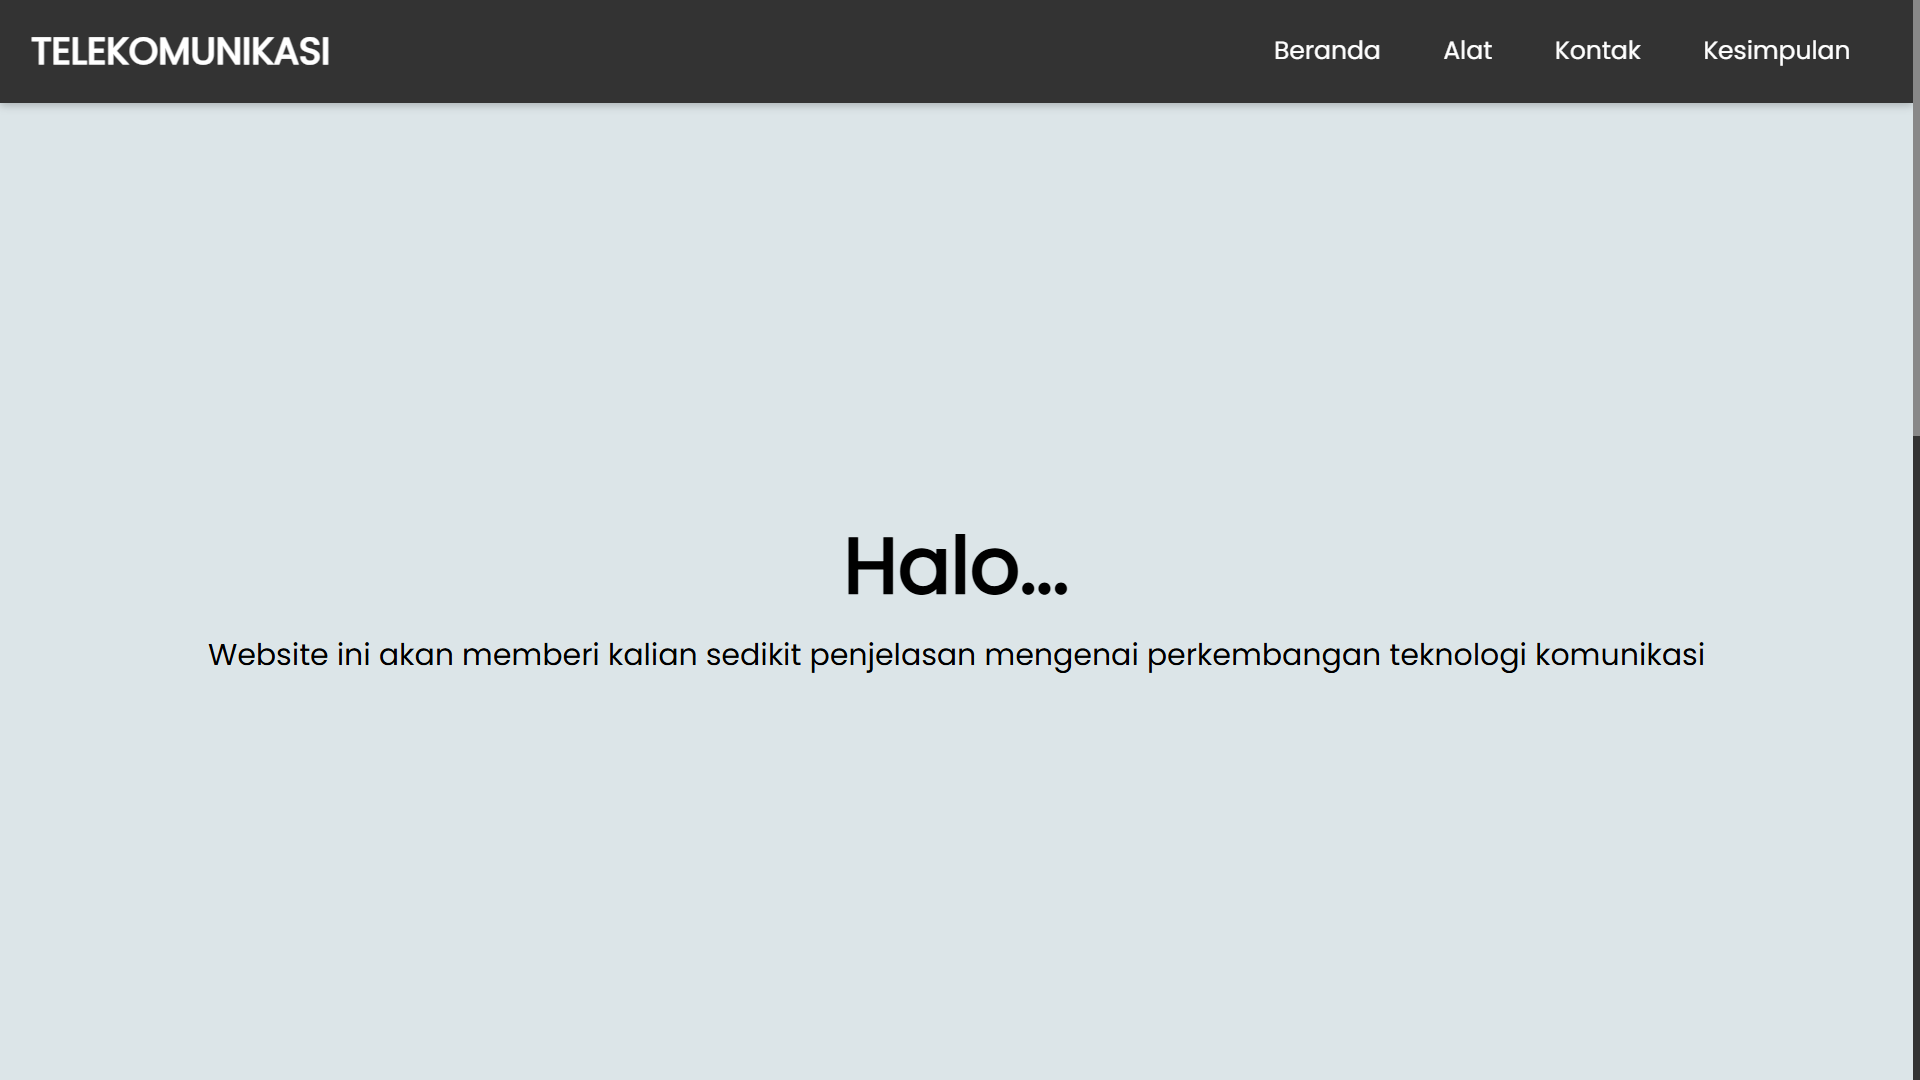 TELEKOMUNIKASI
Beranda Alat Kontak Kesimpulan
Halo...
Website ini akan memberi kalian sedikit penjelasan mengenai perkembangan teknologi komunikasi